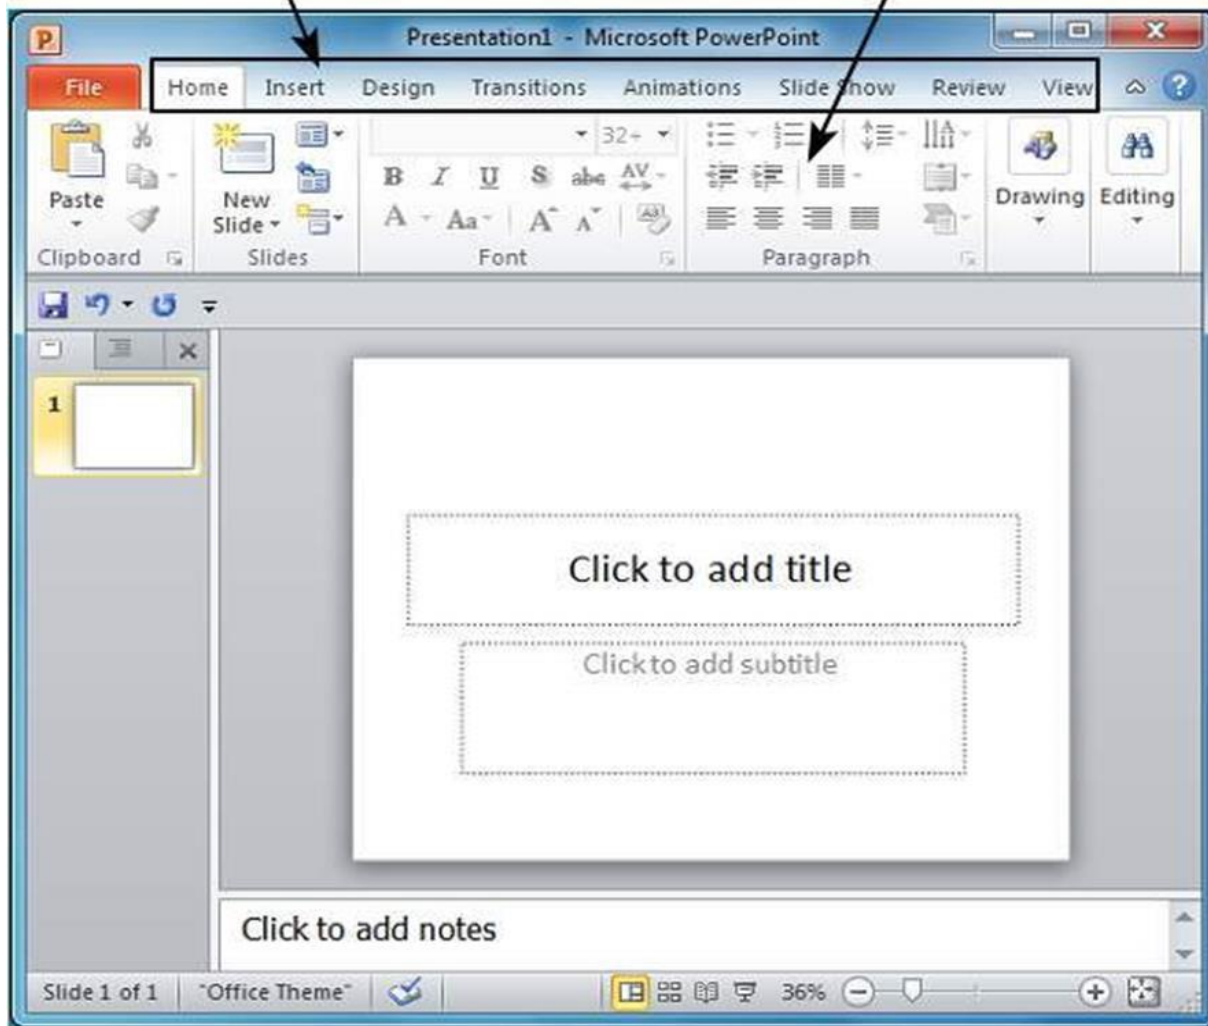 Presentation1 - Microsoft PowerPoint
File Home Insert Design Transitions Animations Slide Show Review View
32+
Paste
New Slide
B I U S abc AV
A Aa A A
Drawing Editing
Clipboard Slides Font Paragraph
1
Click to add title
Click to add subtitle
Click to add notes
Slide 1 of 1 "Office Theme" 36%